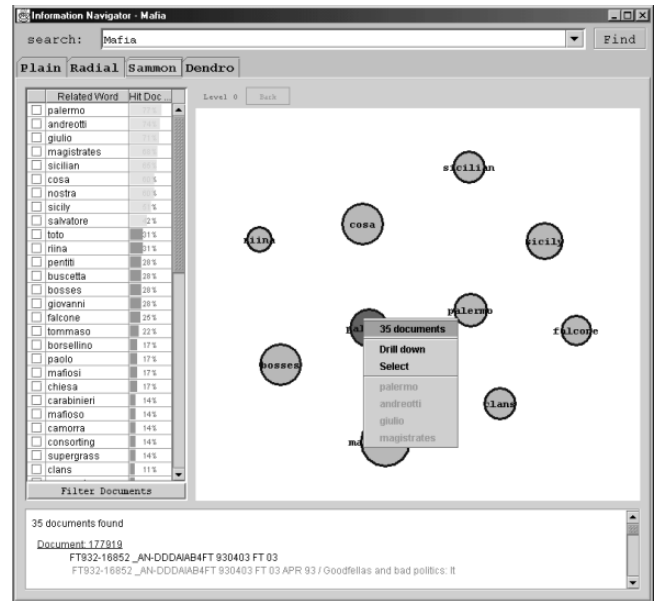 Information Navigator - Mafia
search: Mafia Find
Plain Radial Sammon Dendro
Related Word Hit Doc ...
Level 0 Back
palermo
andreotti
giulio
magistrates
sicilian
cosa
nostra
sicily
salvatore
toto 31%
riina 31%
pentiti 28%
buscetta 28%
bosses 28%
giovanni 28%
falcone 25%
tommaso 22%
borsellino 17%
paolo 17%
mafiosi 17%
chiesa 17%
carabinieri 14%
mafioso 14%
camorra 14%
consorting 14%
supergrass 14%
clans 11%
Filter Documents
sicilian
cosa
riina
sicily
palermo
falcone
bosses
clans
35 documents
Drill down
Select
palermo
andreotti
giulio
magistrates
35 documents found
Document: 177919
FT932-16852 _AN-DDDAIAB4FT 930403 FT 03
FT932-16852 _AN-DDDAIAB4FT 930403 FT 03 APR 93 / Goodfellas and bad politics: It